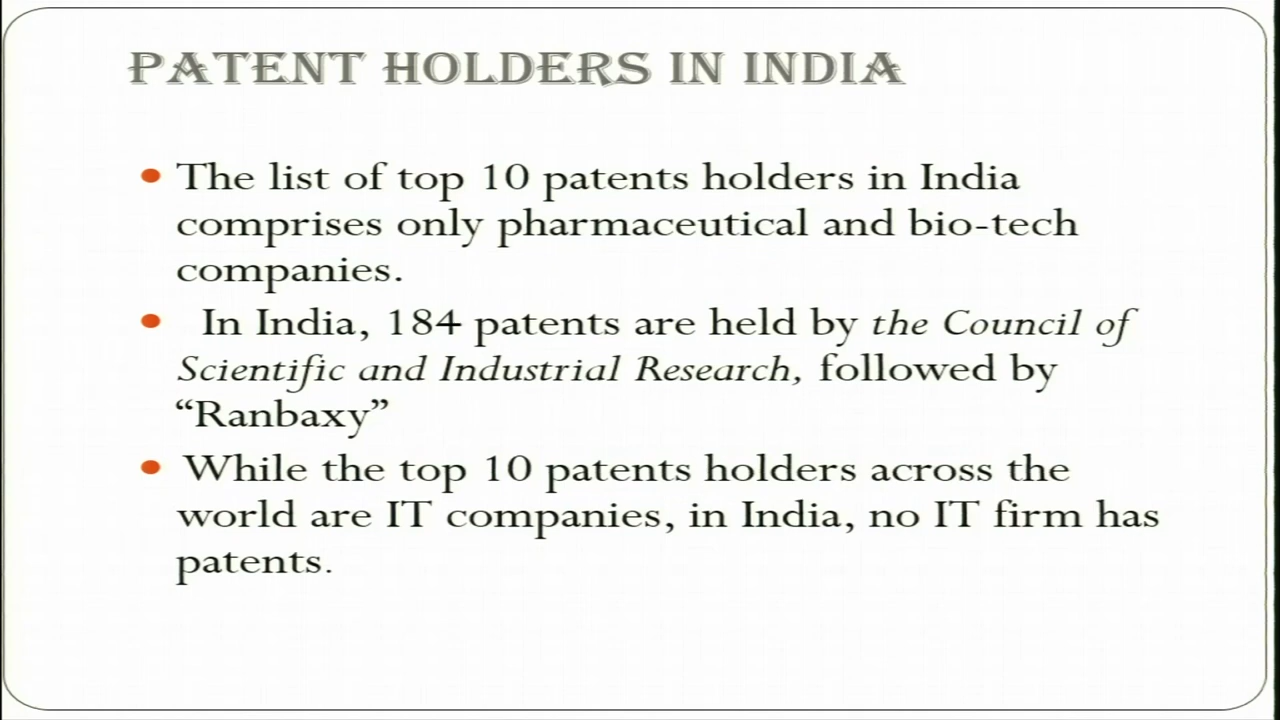 PATENT HOLDERS IN INDIA
• The list of top 10 patents holders in India
comprises only pharmaceutical and bio-tech
companies.
• In India, 184 patents are held by the Council of
Scientific and Industrial Research, followed by
“Ranbaxy”
• While the top 10 patents holders across the
world are IT companies, in India, no IT firm has
patents.